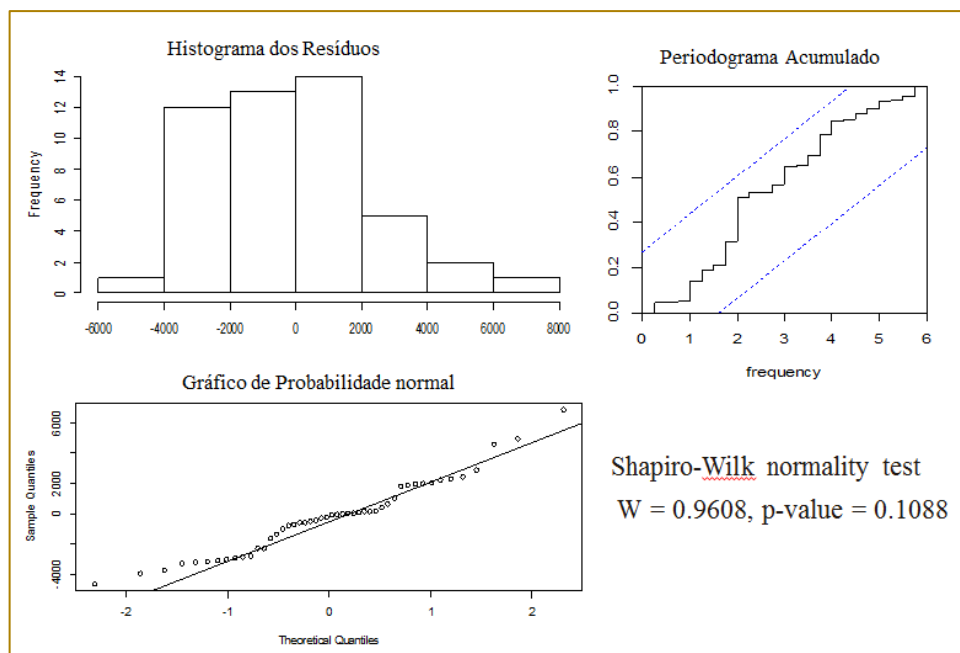 Histograma dos Resíduos
Frequency
14
12
10
8
6
4
2
0
-6000 -4000 -2000 0 2000 4000 6000 8000
Periodograma Acumulado
1.0
0.8
0.6
0.4
0.2
0.0
0 1 2 3 4 5 6
frequency
Gráfico de Probabilidade normal
Sample Quantiles
6000
2000
0
-4000
-2 -1 0 1 2
Theoretical Quantiles
Shapiro-Wilk normality test
W = 0.9608, p-value = 0.1088